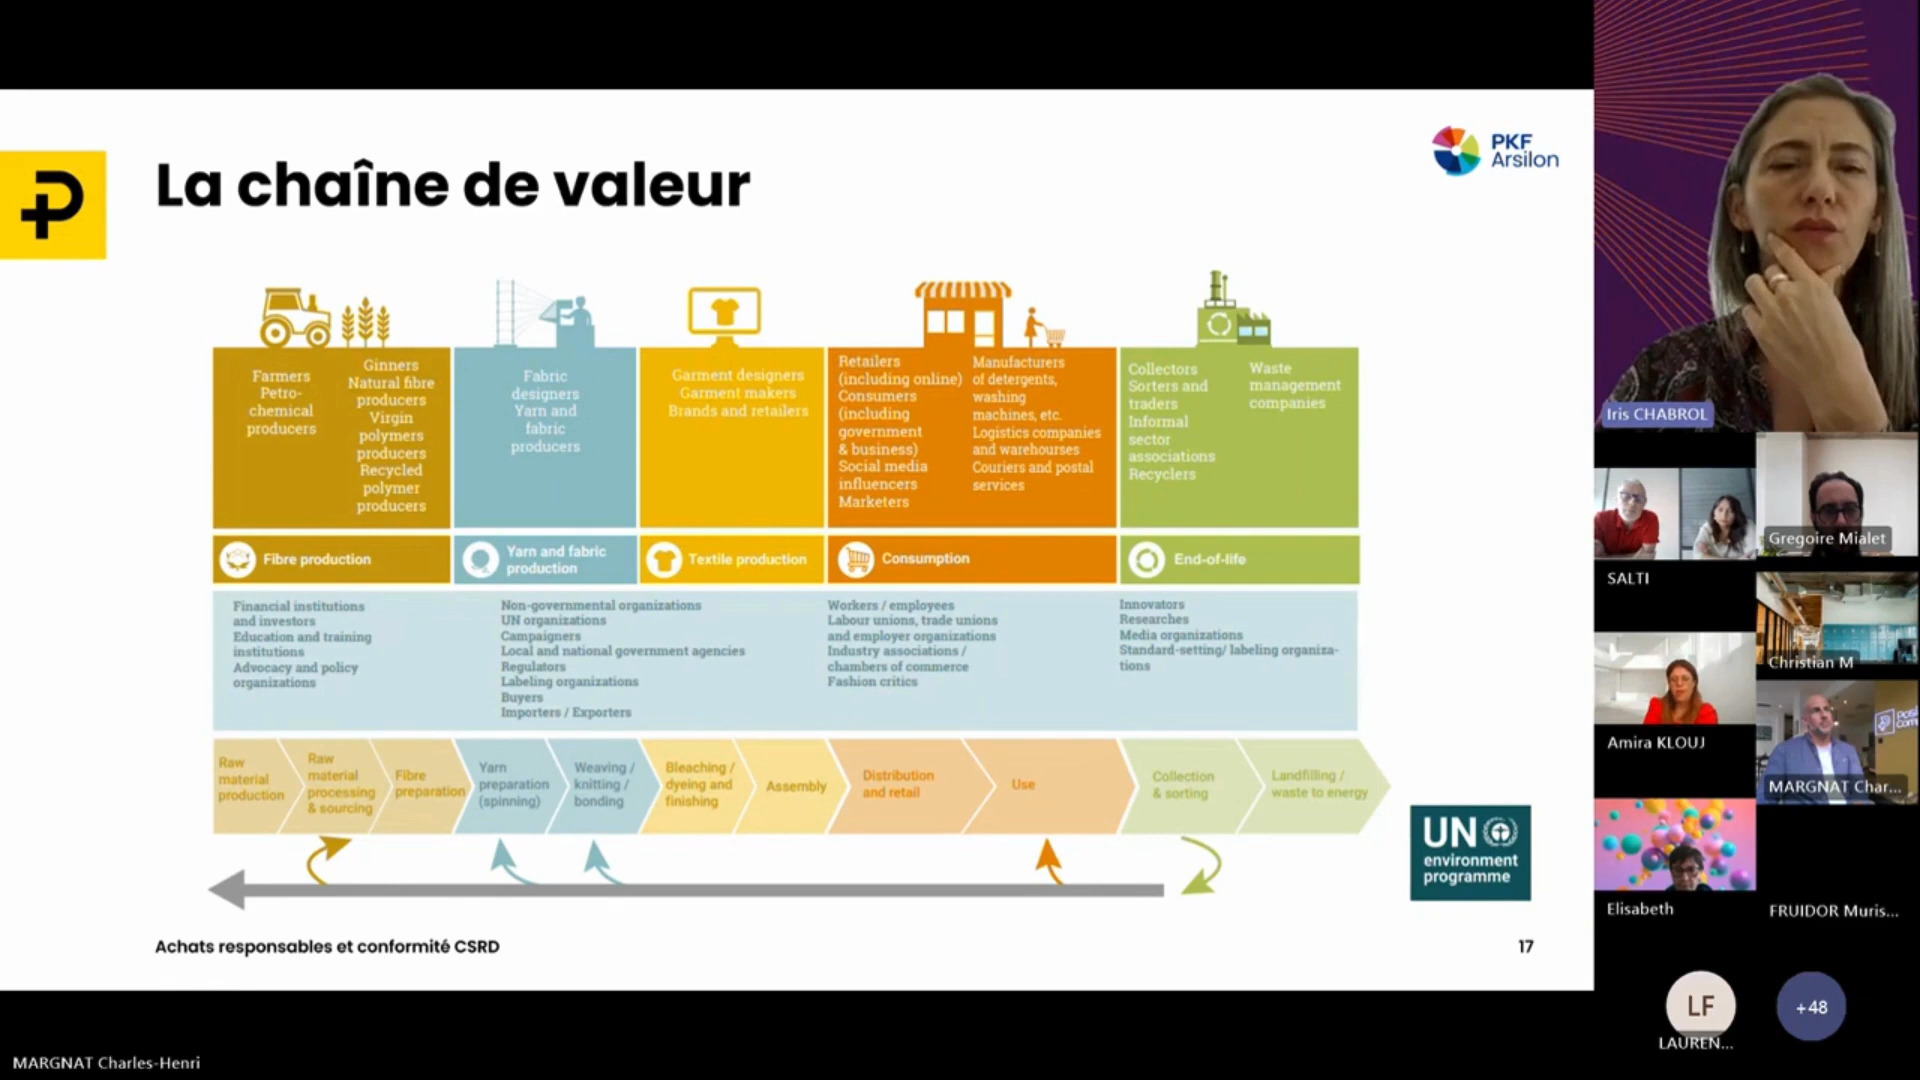 La chaîne de valeur
PKF
Arsilon
Farmers
Petro-
chemical
producers
Ginners
Natural fibre
producers
Virgin
polymers
producers
Recycled
polymer
producers
Fabric
designers
Yarn and
fabric
producers
Garment designers
Garment makers
Brands and retailers
Retailers
(including online)
Consumers
(including
government
& business)
Social media
influencers
Marketers
Manufacturers
of detergents,
washing
machines, etc.
Logistics companies
and warehourses
Couriers and postal
services
Collectors
Sorters and
traders
Informal
sector
associations
Recyclers
Waste
management
companies
Fibre production
Yarn and fabric
production
Textile production
Consumption
End-of-life
Financial institutions
and investors
Education and training
institutions
Advocacy and policy
organizations
Non-governmental organizations
UN organizations
Campaigners
Local and national government agencies
Regulators
Labeling organizations
Buyers
Importers / Exporters
Workers / employees
Labour unions, trade unions
and employer organizations
Industry associations /
chambers of commerce
Fashion critics
Innovators
Researches
Media organizations
Standard-setting/ labeling organiza-
tions
Raw
material
production
Raw
material
processing
& sourcing
Fibre
preparation
Yarn
preparation
(spinning)
Weaving /
knitting /
bonding
Bleaching /
dyeing and
finishing
Assembly
Distribution
and retail
Use
Collection
& sorting
Landfilling /
waste to energy
UN
environment
programme
Achats responsables et conformité CSRD
17
MARGNAT Charles-Henri
Iris CHABROL
SALTI
Gregoire Mialet
Christian M
Amira KLOUJ
MARGNAT Char...
Elisabeth
FRUIDOR Muris...
LF
LAUREN...
+48